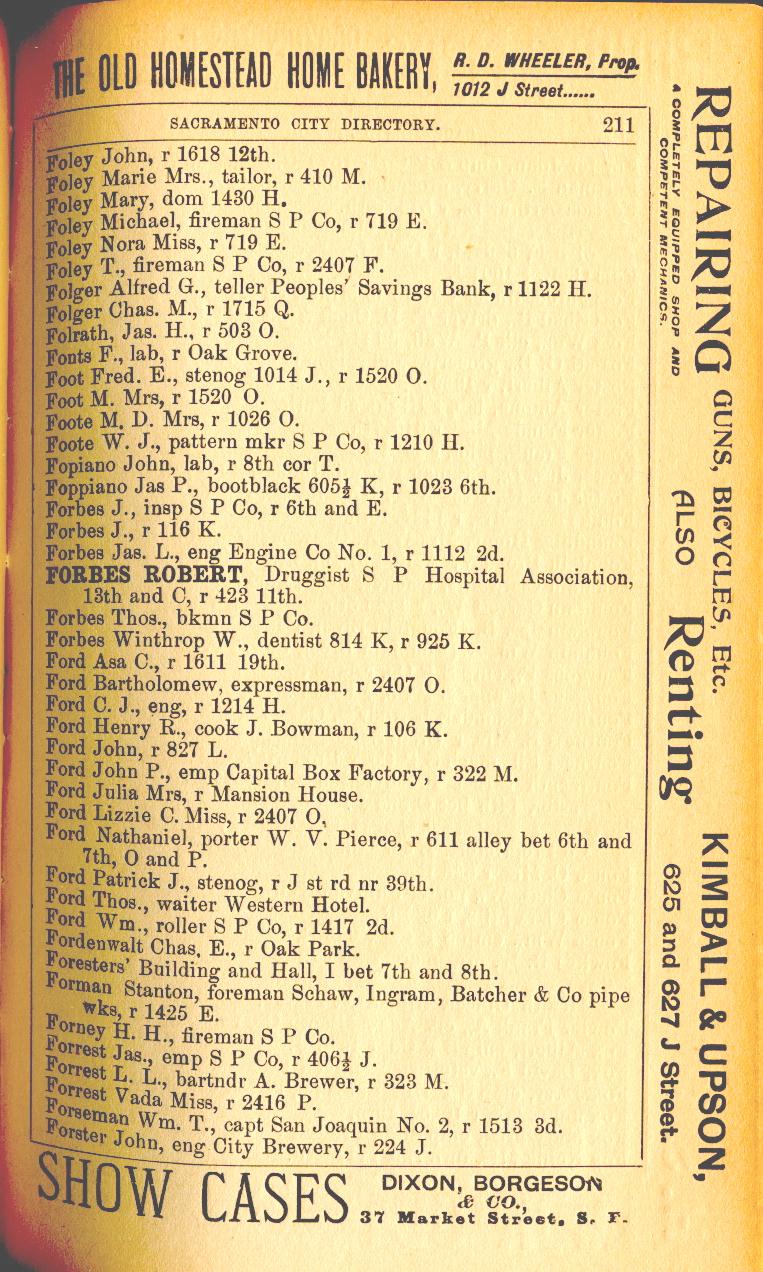 THE OLD HOMESTEAD HOME BAKERY, R. D. WHEELER, Prop.
1012 J Street......
SACRAMENTO CITY DIRECTORY. 211
Foley John, r 1618 12th.
Foley Marie Mrs., tailor, r 410 M.
Foley Mary, dom 1430 H.
Foley Michael, fireman S P Co, r 719 E.
Foley Nora Miss, r 719 E.
Foley T., fireman S P Co, r 2407 F.
Folger Alfred G., teller Peoples' Savings Bank, r 1122 H.
Folger Chas. M., r 1715 Q.
Folrath, Jas. H., r 503 O.
Fonts F., lab, r Oak Grove.
Foot Fred. E., stenog 1014 J., r 1520 O.
Foot M. Mrs, r 1520 O.
Foote M. D. Mrs, r 1026 O.
Foote W. J., pattern mkr S P Co, r 1210 H.
Fopiano John, lab, r 8th cor T.
Foppiano Jas P., bootblack 605½ K, r 1023 6th.
Forbes J., insp S P Co, r 6th and E.
Forbes J., r 116 K.
Forbes Jas. L., eng Engine Co No. 1, r 1112 2d.
FORBES ROBERT, Druggist S P Hospital Association,
13th and C, r 423 11th.
Forbes Thos., bkmn S P Co.
Forbes Winthrop W., dentist 814 K, r 925 K.
Ford Asa C., r 1611 19th.
Ford Bartholomew, expressman, r 2407 O.
Ford C. J., eng, r 1214 H.
Ford Henry R., cook J. Bowman, r 106 K.
Ford John, r 827 L.
Ford John P., emp Capital Box Factory, r 322 M.
Ford Julia Mrs, r Mansion House.
Ford Lizzie C. Miss, r 2407 O,
Ford Nathaniel, porter W. V. Pierce, r 611 alley bet 6th and
7th, O and P.
Ford Patrick J., stenog, r J st rd nr 39th.
Ford Thos., waiter Western Hotel.
Ford Wm., roller S P Co, r 1417 2d.
Fordenwalt Chas. E., r Oak Park.
Foresters' Building and Hall, I bet 7th and 8th.
Forman Stanton, foreman Schaw, Ingram, Batcher & Co pipe
wks, r 1425 E.
Forney H. H., fireman S P Co.
Forrest Jas., emp S P Co, r 406½ J.
Forrest L. L., bartndr A. Brewer, r 323 M.
Forrest Vada Miss, r 2416 P.
Forseman Wm. T., capt San Joaquin No. 2, r 1513 3d.
Forster John, eng City Brewery, r 224 J.
SHOW CASES DIXON, BORGESON
& CO.,
37 Market Street, S. F.
REPAIRING GUNS, BICYCLES, Etc. KIMBALL & UPSON,
A COMPLETELY EQUIPPED SHOP AND
COMPETENT MECHANICS.
ALSO Renting 625 and 627 J Street.